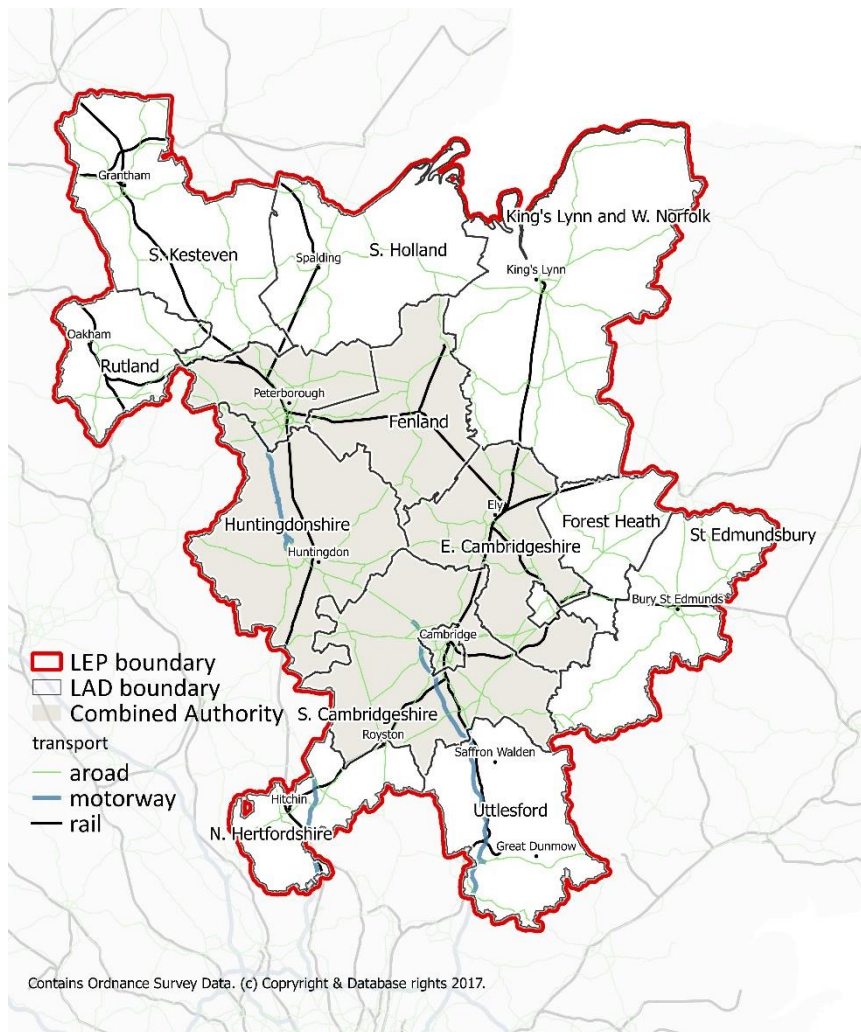 Grantham
King's Lynn and W. Norfolk
S. Kesteven
S. Holland
Spalding
King's Lynn
Oakham
Rutland
Peterborough
Fenland
Ely
Huntingdonshire
Forest Heath
St Edmundsbury
E. Cambridgeshire
Huntingdon
Bury St Edmunds
Cambridge
LEP boundary
LAD boundary
Combined Authority
S. Cambridgeshire
Royston
transport
aroad
motorway
rail
Saffron Walden
Hitchin
Uttlesford
N. Hertfordshire
Great Dunmow
Contains Ordnance Survey Data. (c) Copryright & Database rights 2017.